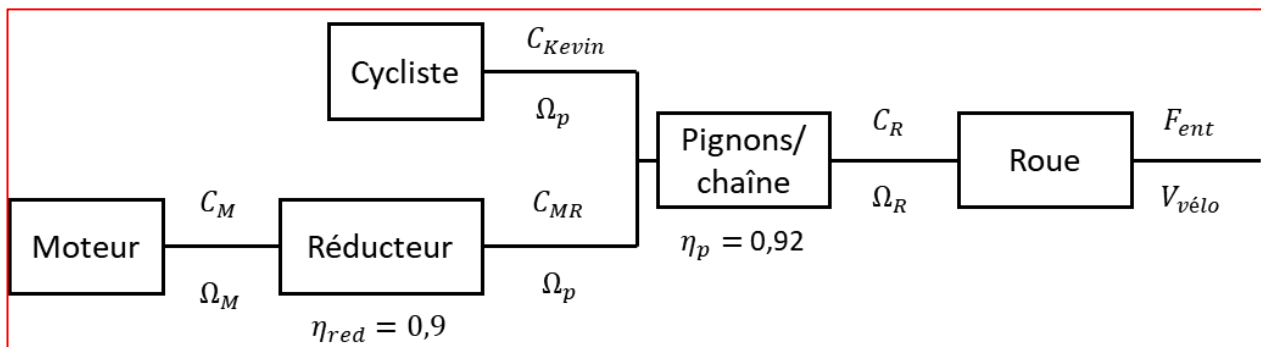 Cycliste
C_Kevin
Ω_p
Moteur
C_M
Ω_M
Réducteur
η_red = 0,9
C_MR
Ω_p
Pignons/
chaîne
η_p = 0,92
C_R
Ω_R
Roue
F_ent
V_vélo